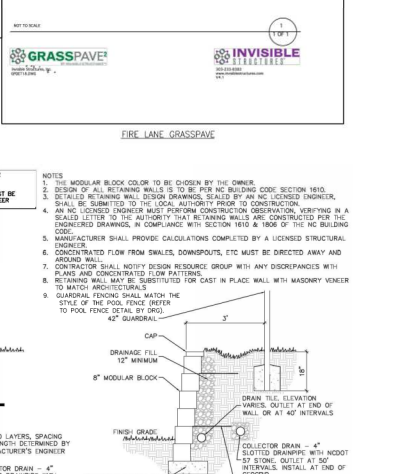 NOT TO SCALE
1
1 OF 1
GRASSPAVE²
INVISIBLE
STRUCTURES
303-233-8383
www.invisiblestructures.com
FIRE LANE GRASSPAVE
ST BE
EER
NOTES
1. THE MODULAR BLOCK COLOR TO BE CHOSEN BY THE OWNER.
2. DESIGN OF ALL RETAINING WALLS IS TO BE PER NC BUILDING CODE SECTION 1610.
3. DETAILED RETAINING WALL DESIGN DRAWINGS, SEALED BY AN NC LICENSED ENGINEER,
SHALL BE SUBMITTED TO THE LOCAL AUTHORITY PRIOR TO CONSTRUCTION.
4. AN NC LICENSED ENGINEER MUST PERFORM CONSTRUCTION OBSERVATION, VERIFYING IN A
SEALED LETTER TO THE AUTHORITY THAT RETAINING WALLS ARE CONSTRUCTED PER THE
ENGINEERED DRAWINGS, IN COMPLIANCE WITH SECTION 1610 & 1806 OF THE NC BUILDING
CODE.
5. MANUFACTURER SHALL PROVIDE CALCULATIONS COMPLETED BY A LICENSED STRUCTURAL
ENGINEER.
6. CONCENTRATED FLOW FROM SWALES, DOWNSPOUTS, ETC MUST BE DIRECTED AWAY AND
AROUND WALL.
7. CONTRACTOR SHALL NOTIFY DESIGN RESOURCE GROUP WITH ANY DISCREPANCIES WITH
PLANS AND CONCENTRATED FLOW PATTERNS.
8. RETAINING WALL MAY BE SUBSTITUTED FOR CAST IN PLACE WALL WITH MASONRY VENEER
TO MATCH ARCHITECTURALS
9. GUARDRAIL FENCING SHALL MATCH THE
STYLE OF THE POOL FENCE (REFER
TO POOL FENCE DETAIL BY DRG).
42" GUARDRAIL
3'
CAP
DRAINAGE FILL
12" MINIMUM
18"
8" MODULAR BLOCK
DRAIN TILE, ELEVATION
VARIES, OUTLET AT END OF
WALL OR AT 40' INTERVALS
D LAYERS, SPACING
NGTH DETERMINED BY
ACTURER'S ENGINEER
FINISH GRADE
COLLECTOR DRAIN – 4"
SLOTTED DRAINPIPE WITH NCDOT
57 STONE, OUTLET AT 50'
INTERVALS, INSTALL AT END OF
TOR DRAIN – 4"